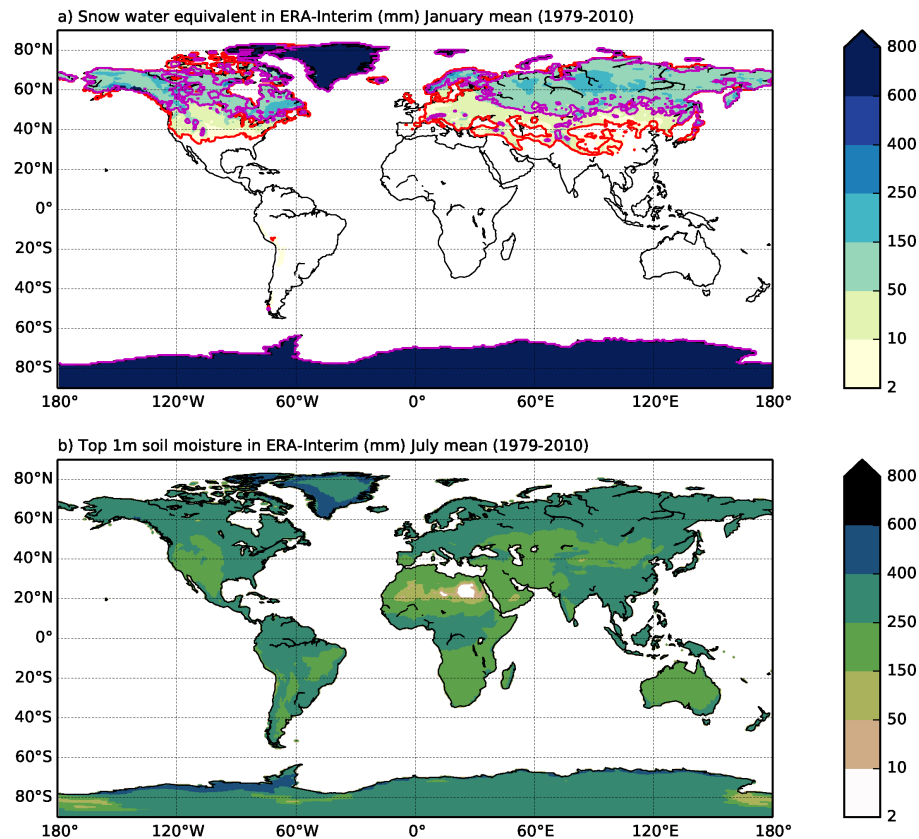 a) Snow water equivalent in ERA-Interim (mm) January mean (1979-2010)
80°N
60°N
40°N
20°N
0°
20°S
40°S
60°S
80°S
180° 120°W 60°W 0° 60°E 120°E 180°
800
600
400
250
150
50
10
2
b) Top 1m soil moisture in ERA-Interim (mm) July mean (1979-2010)
80°N
60°N
40°N
20°N
0°
20°S
40°S
60°S
80°S
180° 120°W 60°W 0° 60°E 120°E 180°
800
600
400
250
150
50
10
2